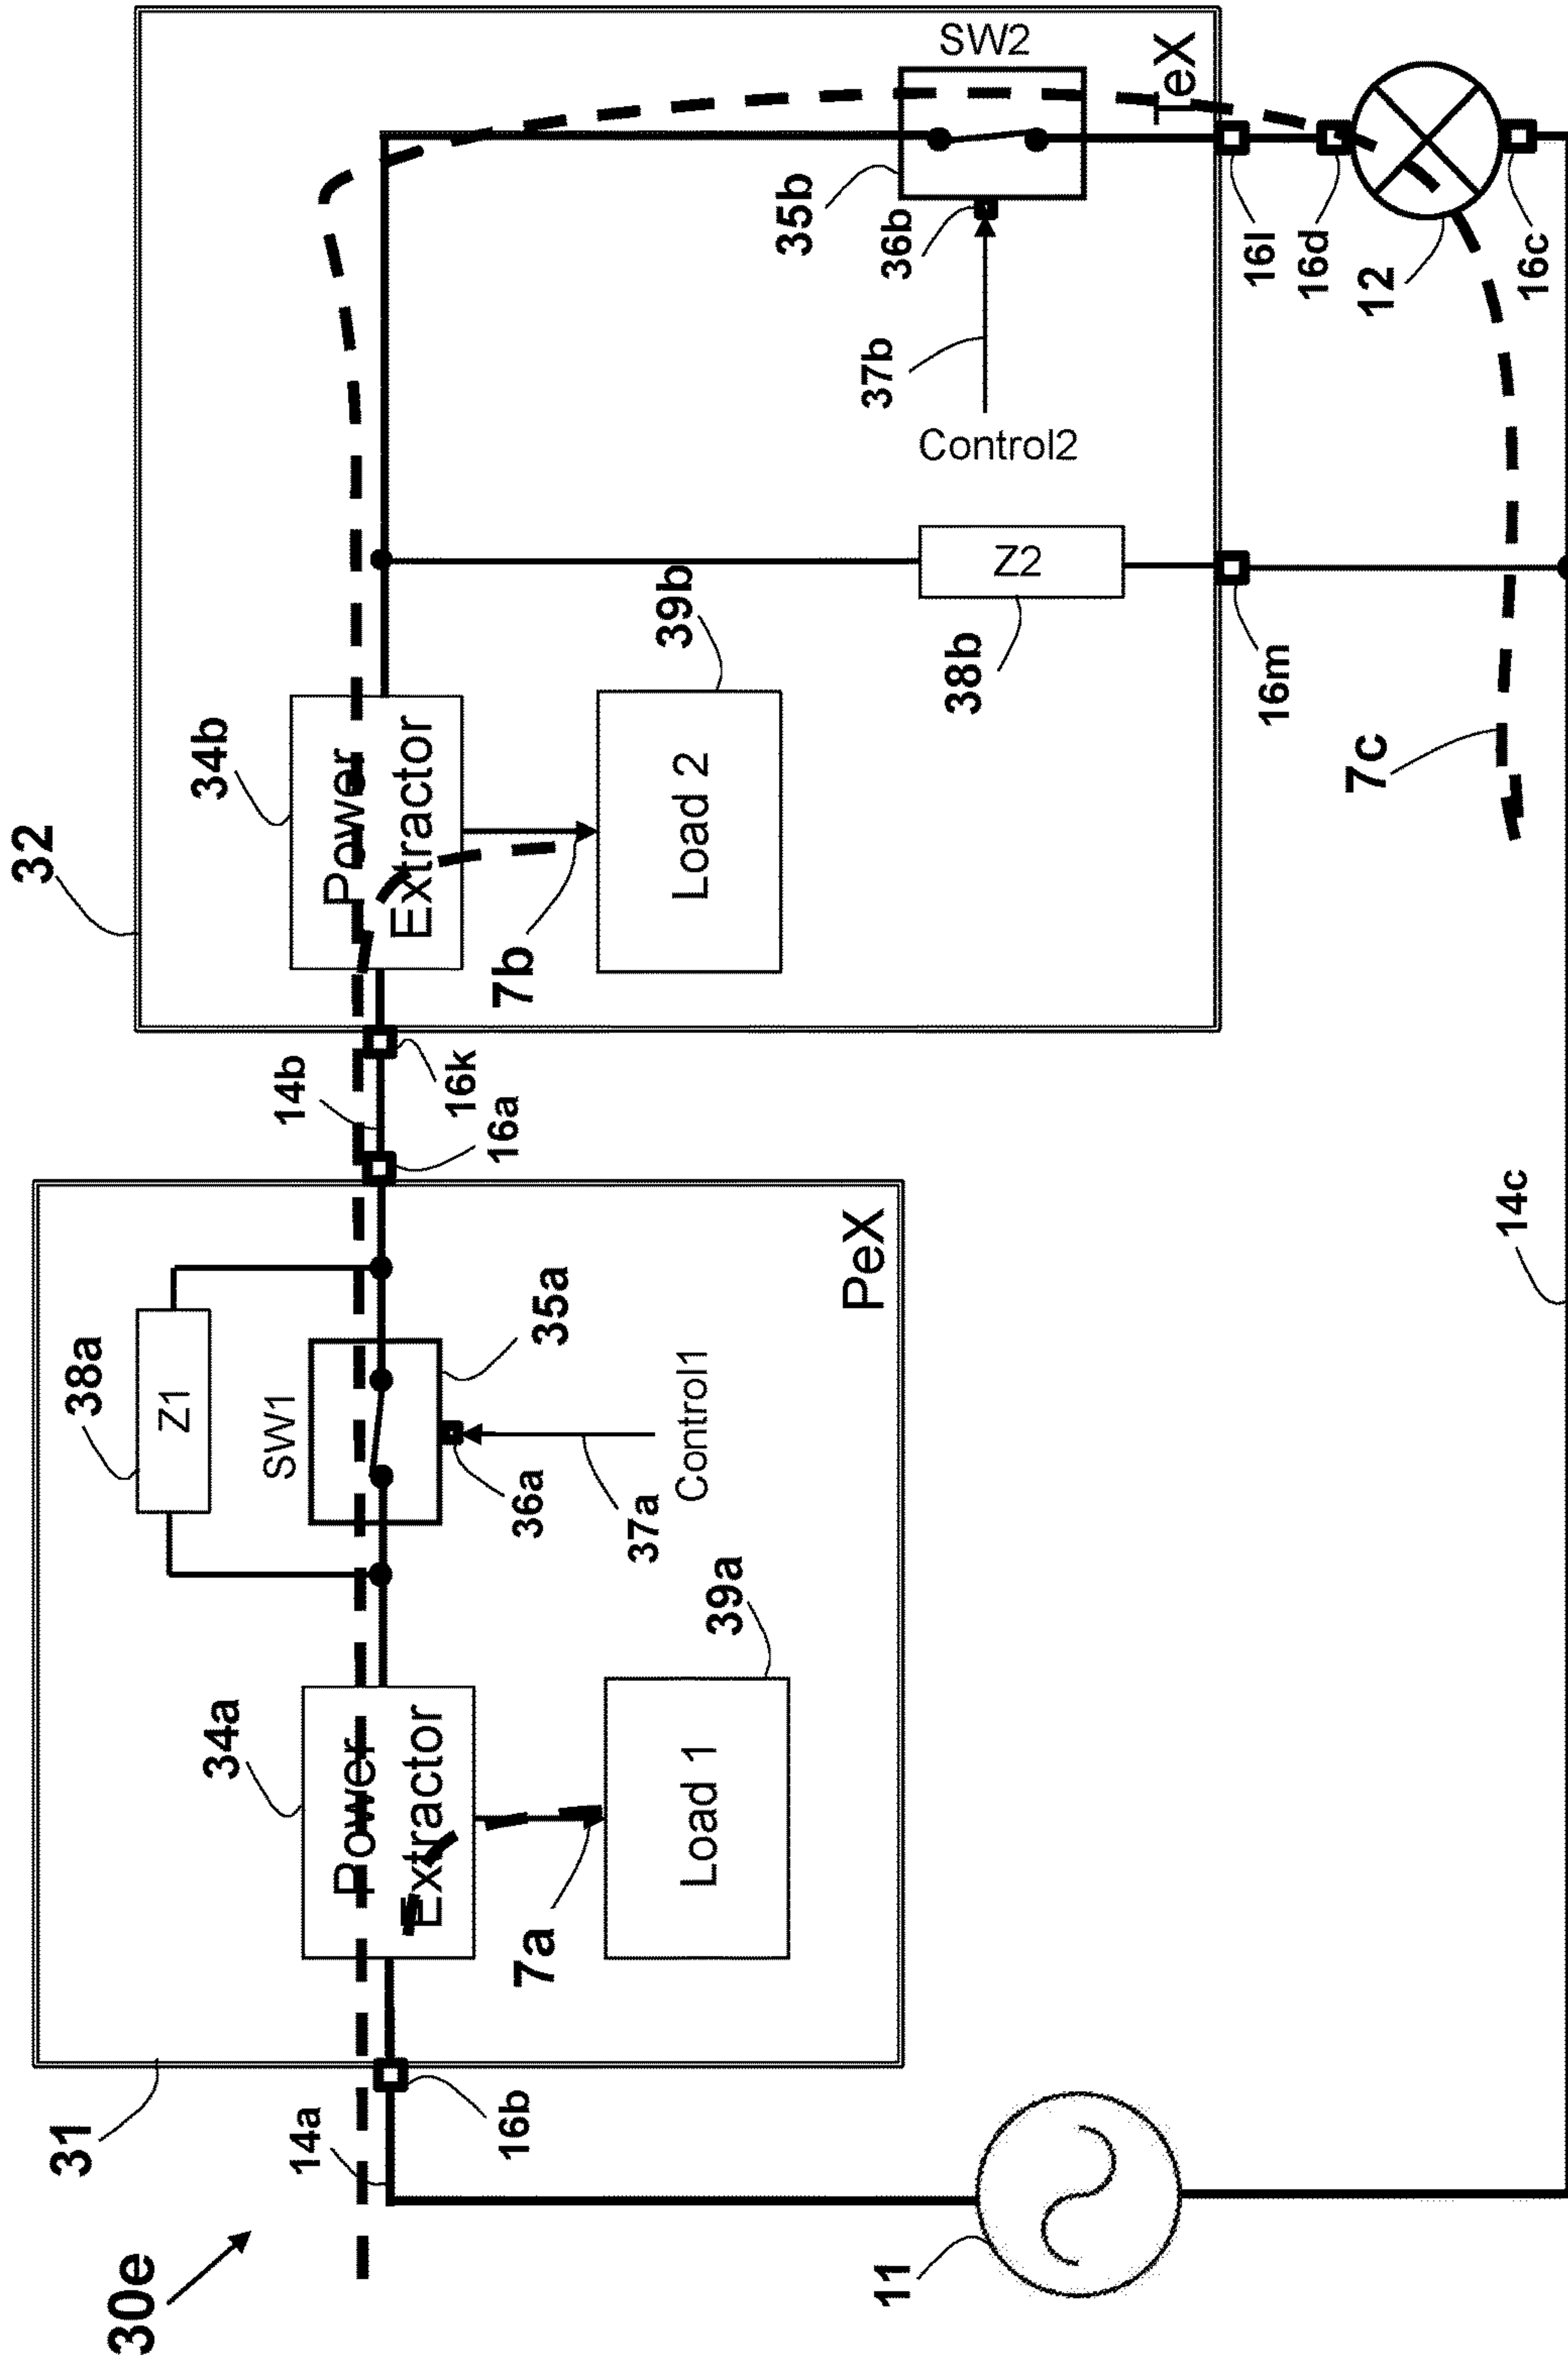 30e
31
14a
16b
34a
Power
Extractor
7a
Load 1
39a
38a
Z1
SW1
35a
36a
37a
Control1
PeX
14b
16a
16k
32
34b
Power
Extractor
7b
Load 2
39b
Z2
38b
16m
SW2
35b
36b
37b
Control2
TeX
16l
16d
12
16c
7c
14c
11